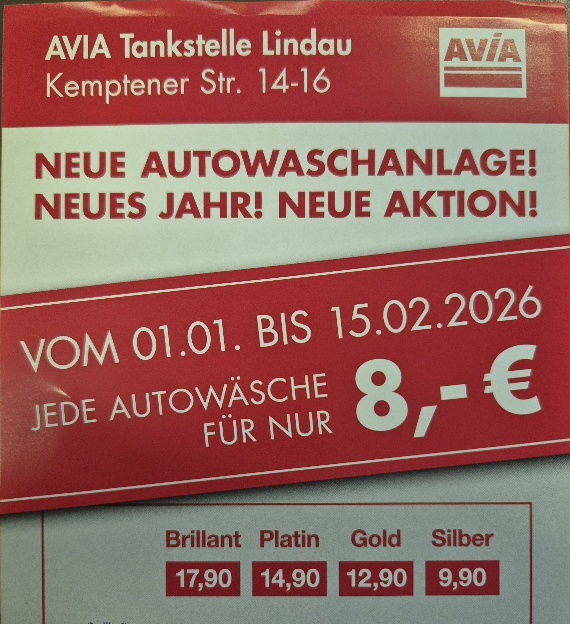 AVIA Tankstelle Lindau
Kemptener Str. 14-16
AVIA
NEUE AUTOWASCHANLAGE!
NEUES JAHR! NEUE AKTION!
VOM 01.01. BIS 15.02.2026
JEDE AUTOWÄSCHE
FÜR NUR
8,- €
Brillant Platin Gold Silber
17,90 14,90 12,90 9,90